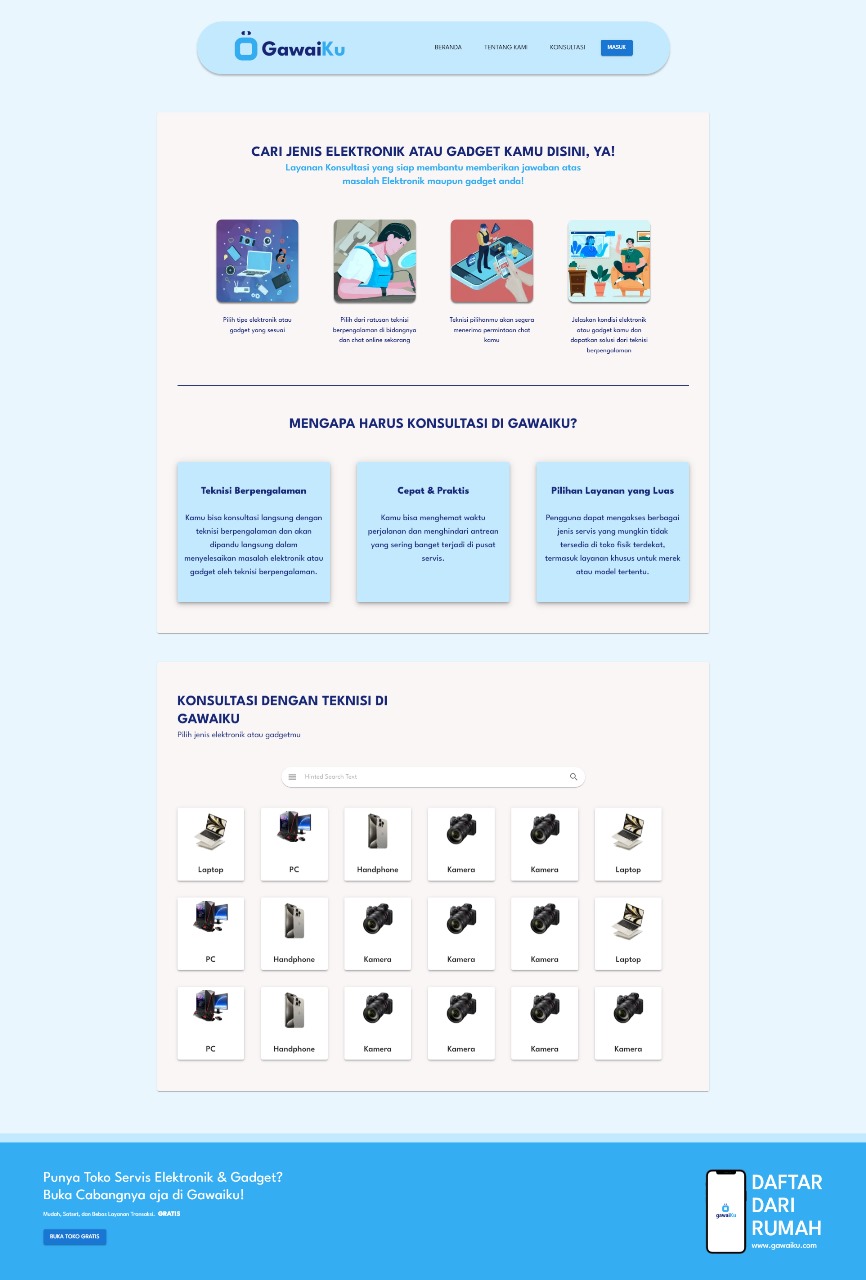 GawaiKu
BERANDA
TENTANG KAMI
KONSULTASI
MASUK
CARI JENIS ELEKTRONIK ATAU GADGET KAMU DISINI, YA!
Layanan Konsultasi yang siap membantu memberikan jawaban atas
masalah Elektronik maupun gadget anda!
Pilih tipe elektronik atau
gadget yang sesuai
Pilih dari ratusan teknisi
berpengalaman di bidangnya
dan chat online sekarang
Teknisi pilihanmu akan segera
menerima permintaan chat
kamu
Jelaskan kondisi elektronik
atau gadget kamu dan
dapatkan solusi dari teknisi
berpengalaman
MENGAPA HARUS KONSULTASI DI GAWAIKU?
Teknisi Berpengalaman
Kamu bisa konsultasi langsung dengan
teknisi berpengalaman dan akan
dipandu langsung dalam
menyelesaikan masalah elektronik atau
gadget oleh teknisi berpengalaman.
Cepat & Praktis
Kamu bisa menghemat waktu
perjalanan dan menghindari antrean
yang sering banget terjadi di pusat
servis.
Pilihan Layanan yang Luas
Pengguna dapat mengakses berbagai
jenis servis yang mungkin tidak
tersedia di toko fisik terdekat,
termasuk layanan khusus untuk merek
atau model tertentu.
KONSULTASI DENGAN TEKNISI DI
GAWAIKU
Pilih jenis elektronik atau gadgetmu
Hinted Search Text
Laptop
PC
Handphone
Kamera
Kamera
Laptop
PC
Handphone
Kamera
Kamera
Kamera
Laptop
PC
Handphone
Kamera
Kamera
Kamera
Kamera
Punya Toko Servis Elektronik & Gadget?
Buka Cabangnya aja di Gawaiku!
Mudah, Satset, dan Bebas Layanan Transaksi. GRATIS
BUKA TOKO GRATIS
gawaiKu
DAFTAR
DARI
RUMAH
www.gawaiku.com